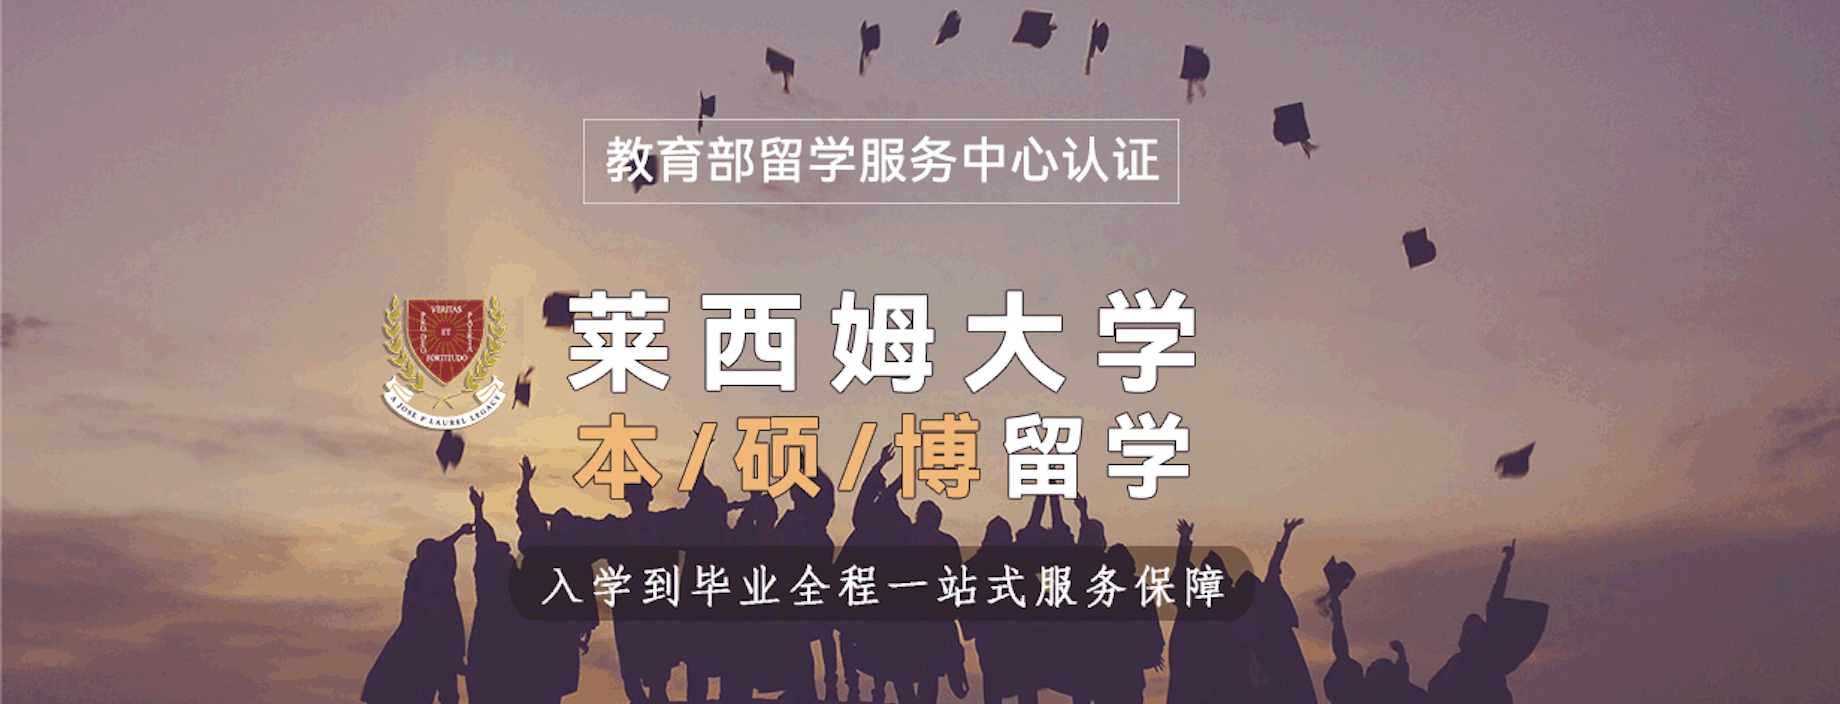 教育部留学服务中心认证
莱西姆大学
本/硕/博留学
入学到毕业全程一站式服务保障
VERITAS
PRO DEO
ET
PATRIA
FORTITUDO
A JOSE P LAUREL LEGACY